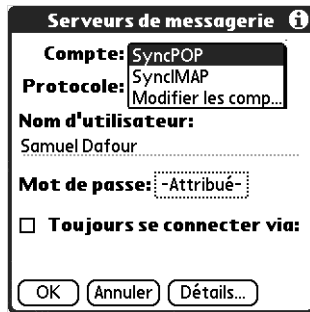 Serveurs de messagerie
Compte: SyncPOP
SyncIMAP
Protocole: Modifier les comp...
Nom d'utilisateur:
Samuel Dafour
Mot de passe: -Attribué-
Toujours se connecter via:
OK Annuler Détails...